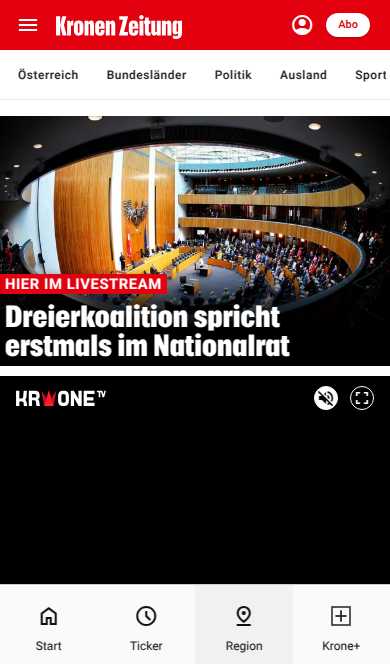 Kronen Zeitung
Abo
Österreich Bundesländer Politik Ausland Sport
HIER IM LIVESTREAM
Dreierkoalition spricht
erstmals im Nationalrat
KRONE TV
Start Ticker Region Krone+